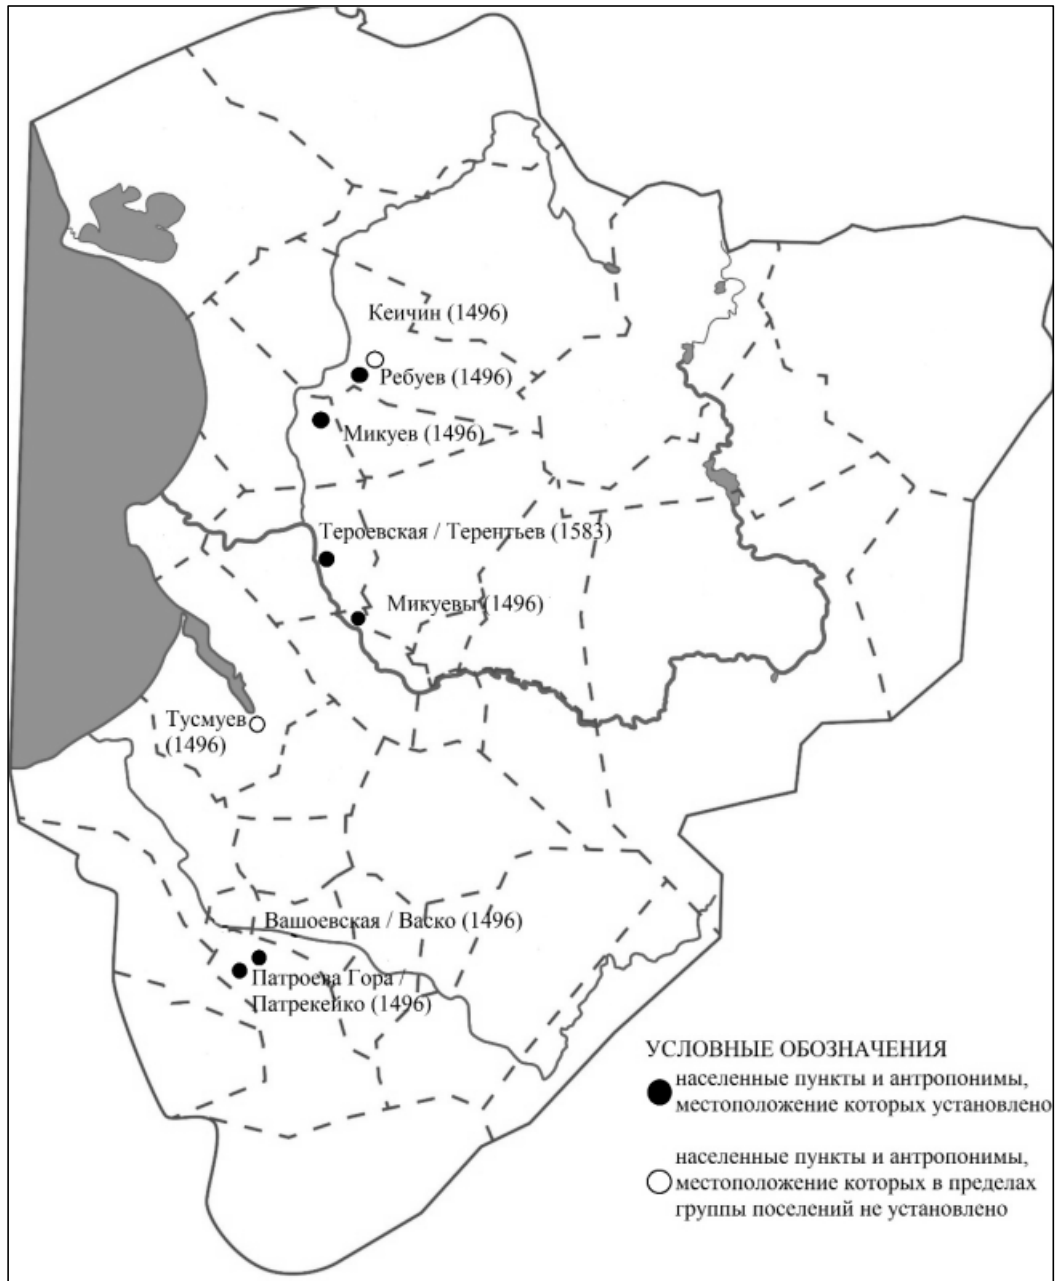 Кеичин (1496)
Ребуев (1496)
Микуев (1496)
Тероевская / Терентьев (1583)
Микуевы (1496)
Тусмуев
(1496)
Вашоевская / Васко (1496)
Патроева Гора /
Патрекейко (1496)
УСЛОВНЫЕ ОБОЗНАЧЕНИЯ
населенные пункты и антропонимы,
местоположение которых установлено
населенные пункты и антропонимы,
местоположение которых в пределах
группы поселений не установлено